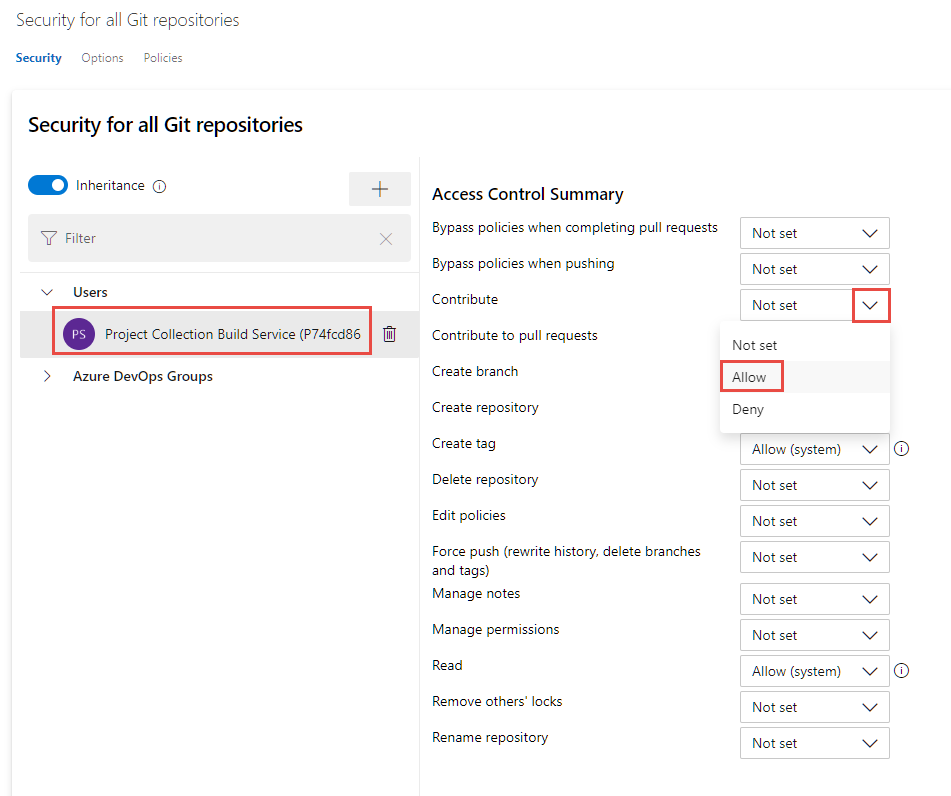 Security for all Git repositories
Security Options Policies
Security for all Git repositories
Inheritance
Filter
Users
PS Project Collection Build Service (P74fcd86
Azure DevOps Groups
Access Control Summary
Bypass policies when completing pull requests Not set
Bypass policies when pushing Not set
Contribute Not set
Not set
Allow
Deny
Contribute to pull requests
Create branch
Create repository
Create tag Allow (system)
Delete repository Not set
Edit policies Not set
Force push (rewrite history, delete branches Not set
and tags)
Manage notes Not set
Manage permissions Not set
Read Allow (system)
Remove others' locks Not set
Rename repository Not set